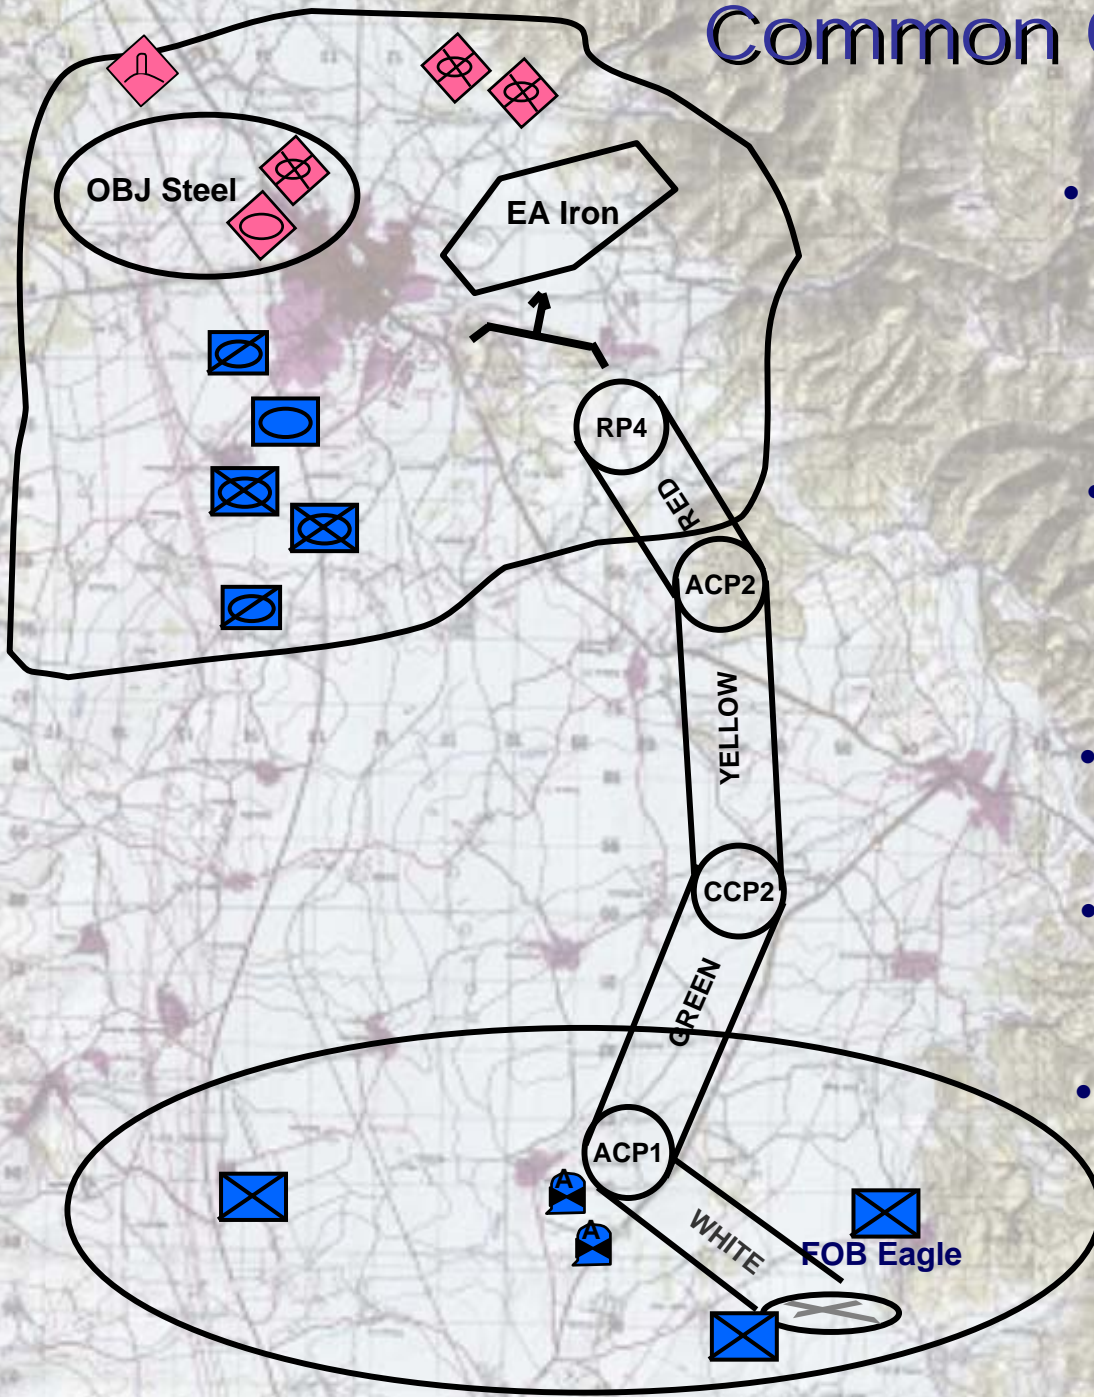 Common
OBJ Steel
EA Iron
RP4
RED
ACP2
YELLOW
CCP2
GREEN
ACP1
A
A
WHITE
FOB Eagle